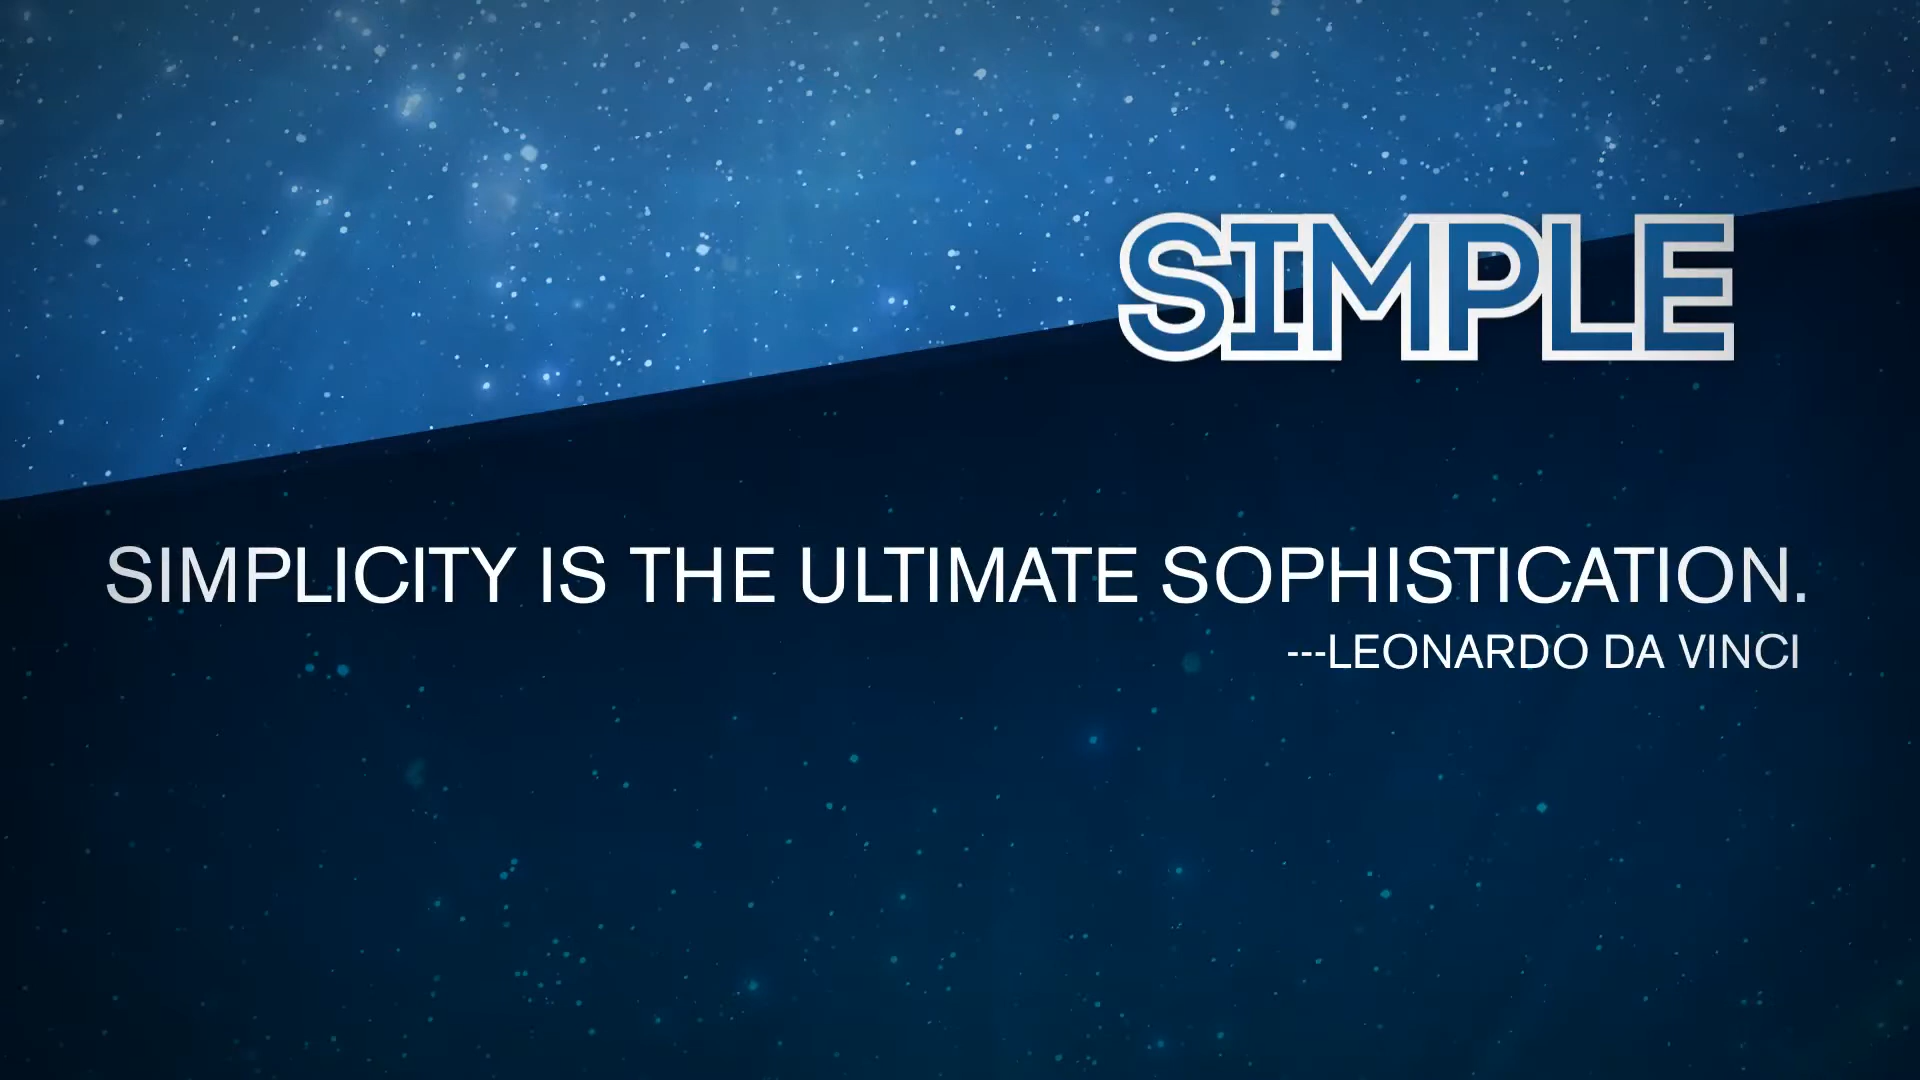 SIMPLE
SIMPLICITY IS THE ULTIMATE SOPHISTICATION.
---LEONARDO DA VINCI